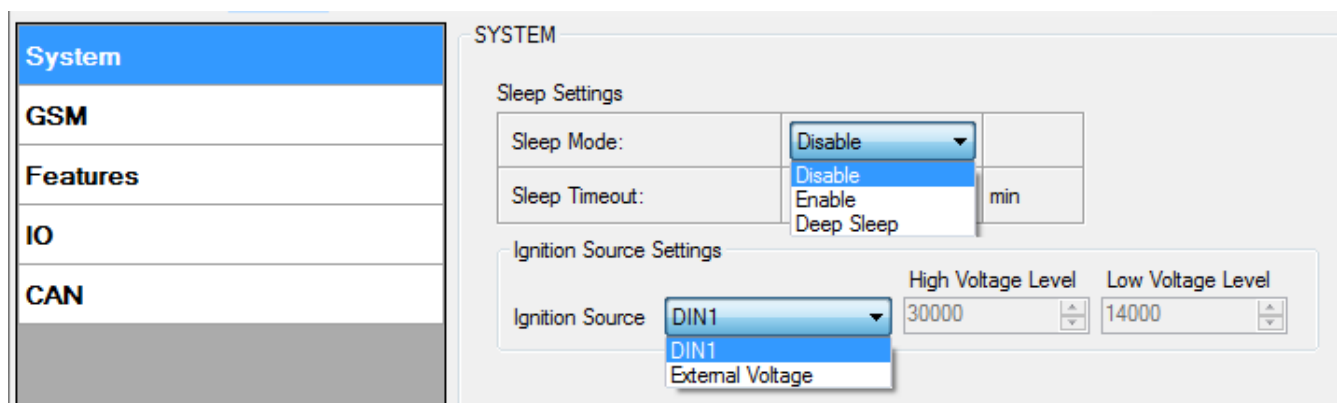 System
GSM
Features
IO
CAN
SYSTEM
Sleep Settings
Sleep Mode: Disable
Disable
Enable
Deep Sleep
Sleep Timeout: min
Ignition Source Settings
High Voltage Level Low Voltage Level
Ignition Source DIN1 30000 14000
DIN1
External Voltage